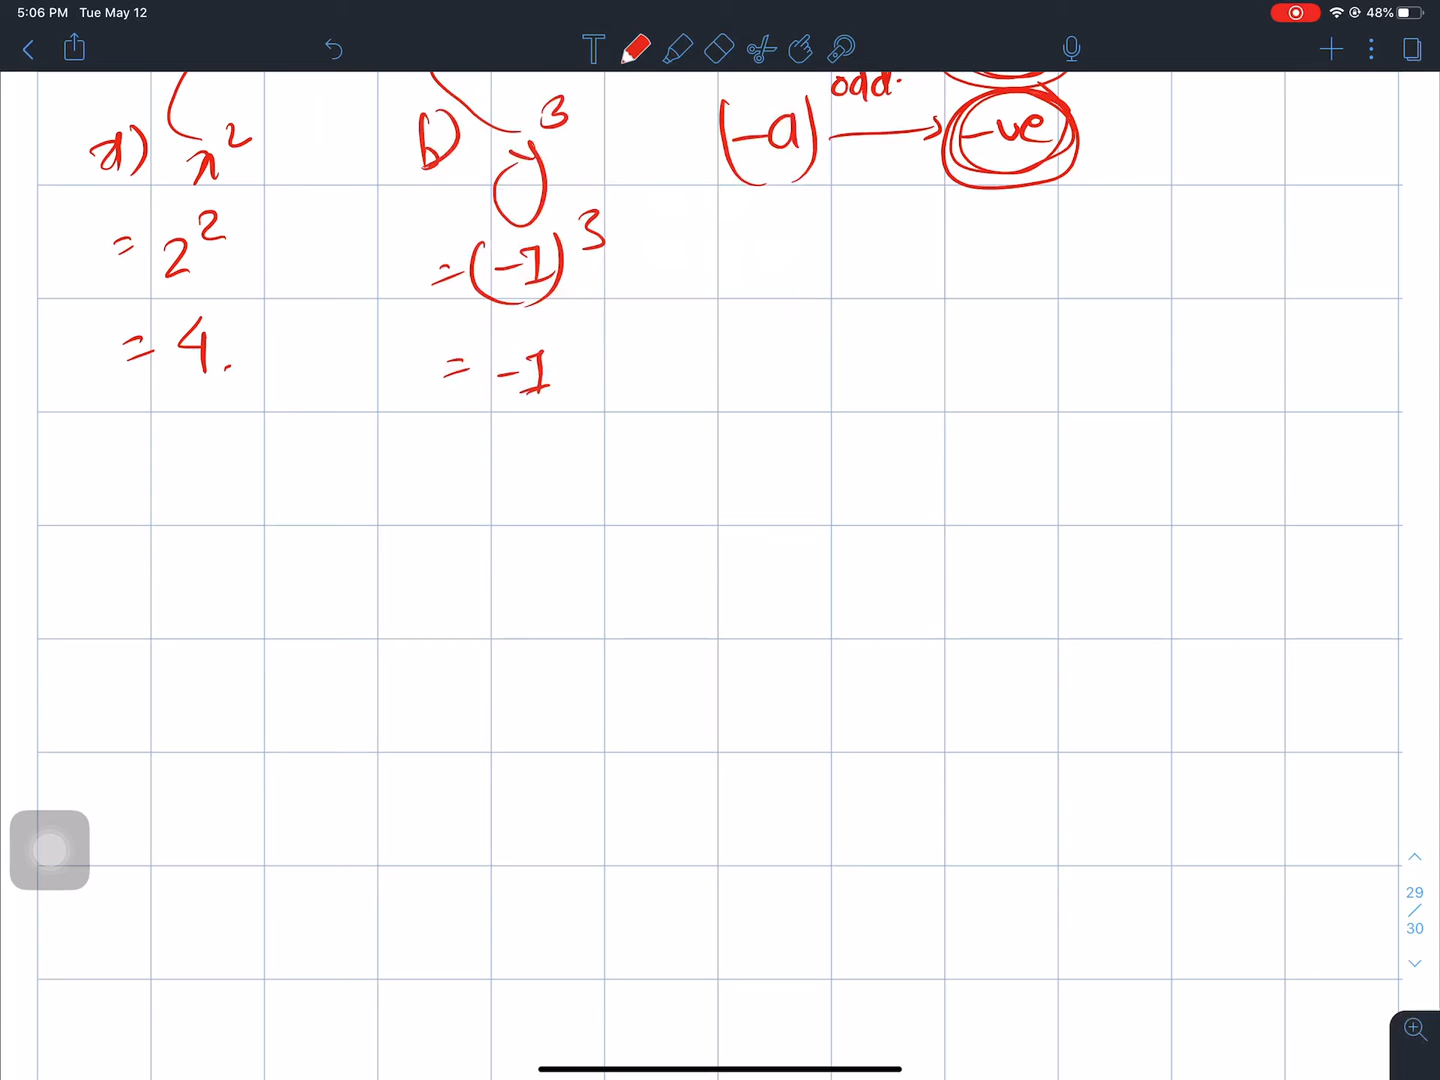 5:06 PM Tue May 12
48%
T
a) x² b) y³ (-a) odd. → -ve
= 2² = (-1)³
= 4. = -1
29
/
30